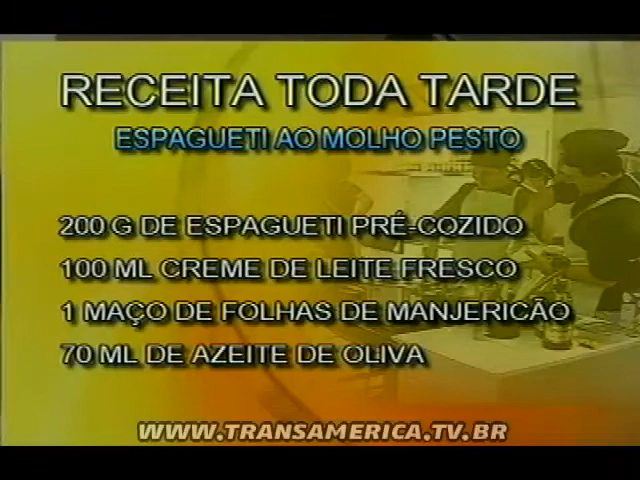 RECEITA TODA TARDE
ESPAGUETI AO MOLHO PESTO
200 G DE ESPAGUETI PRÉ-COZIDO
100 ML CREME DE LEITE FRESCO
1 MAÇO DE FOLHAS DE MANJERICÃO
70 ML DE AZEITE DE OLIVA
WWW.TRANSAMERICA.TV.BR